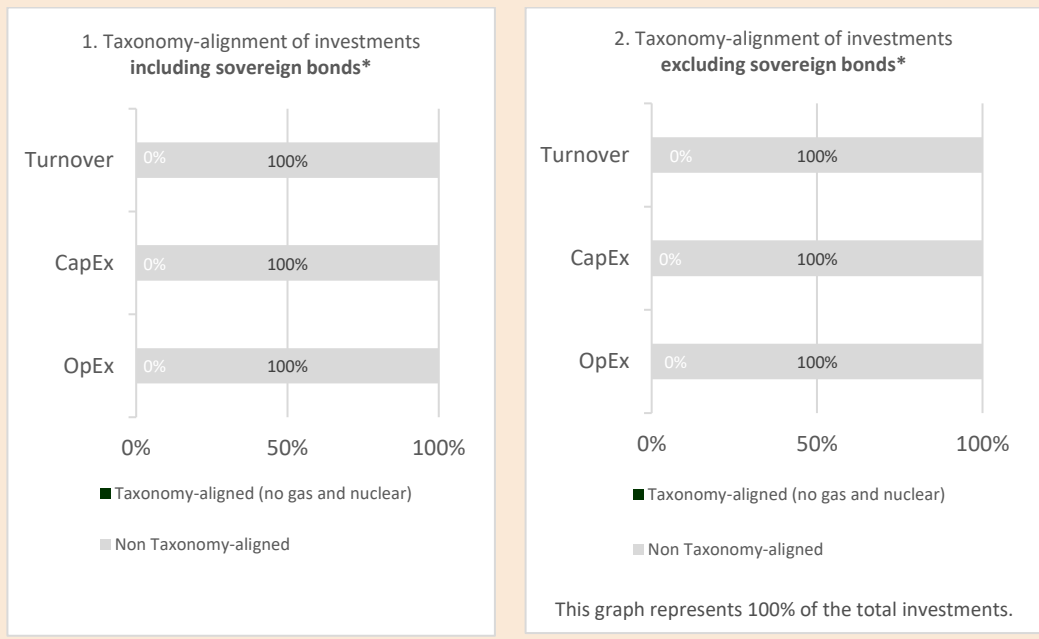 1. Taxonomy-alignment of investments
including sovereign bonds*
Turnover 0% 100%
CapEx 0% 100%
OpEx 0% 100%
0% 50% 100%
Taxonomy-aligned (no gas and nuclear)
Non Taxonomy-aligned
2. Taxonomy-alignment of investments
excluding sovereign bonds*
Turnover 0% 100%
CapEx 0% 100%
OpEx 0% 100%
0% 50% 100%
Taxonomy-aligned (no gas and nuclear)
Non Taxonomy-aligned
This graph represents 100% of the total investments.